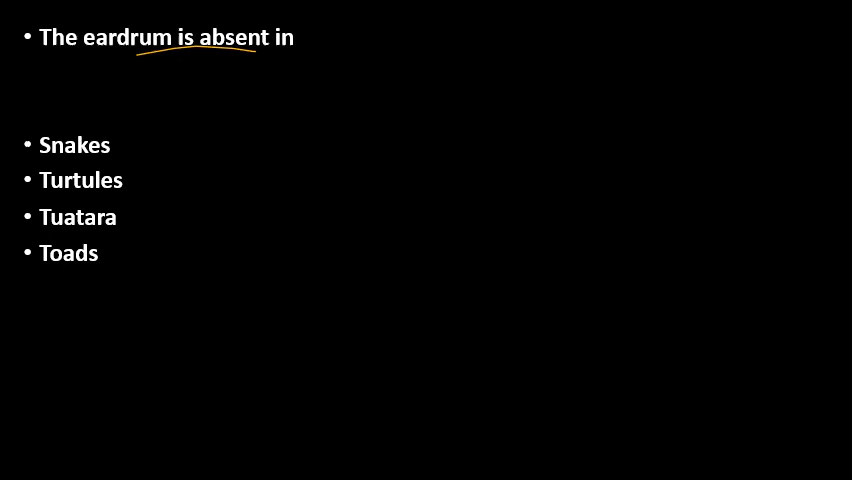 • The eardrum is absent in
• Snakes
• Turtules
• Tuatara
• Toads